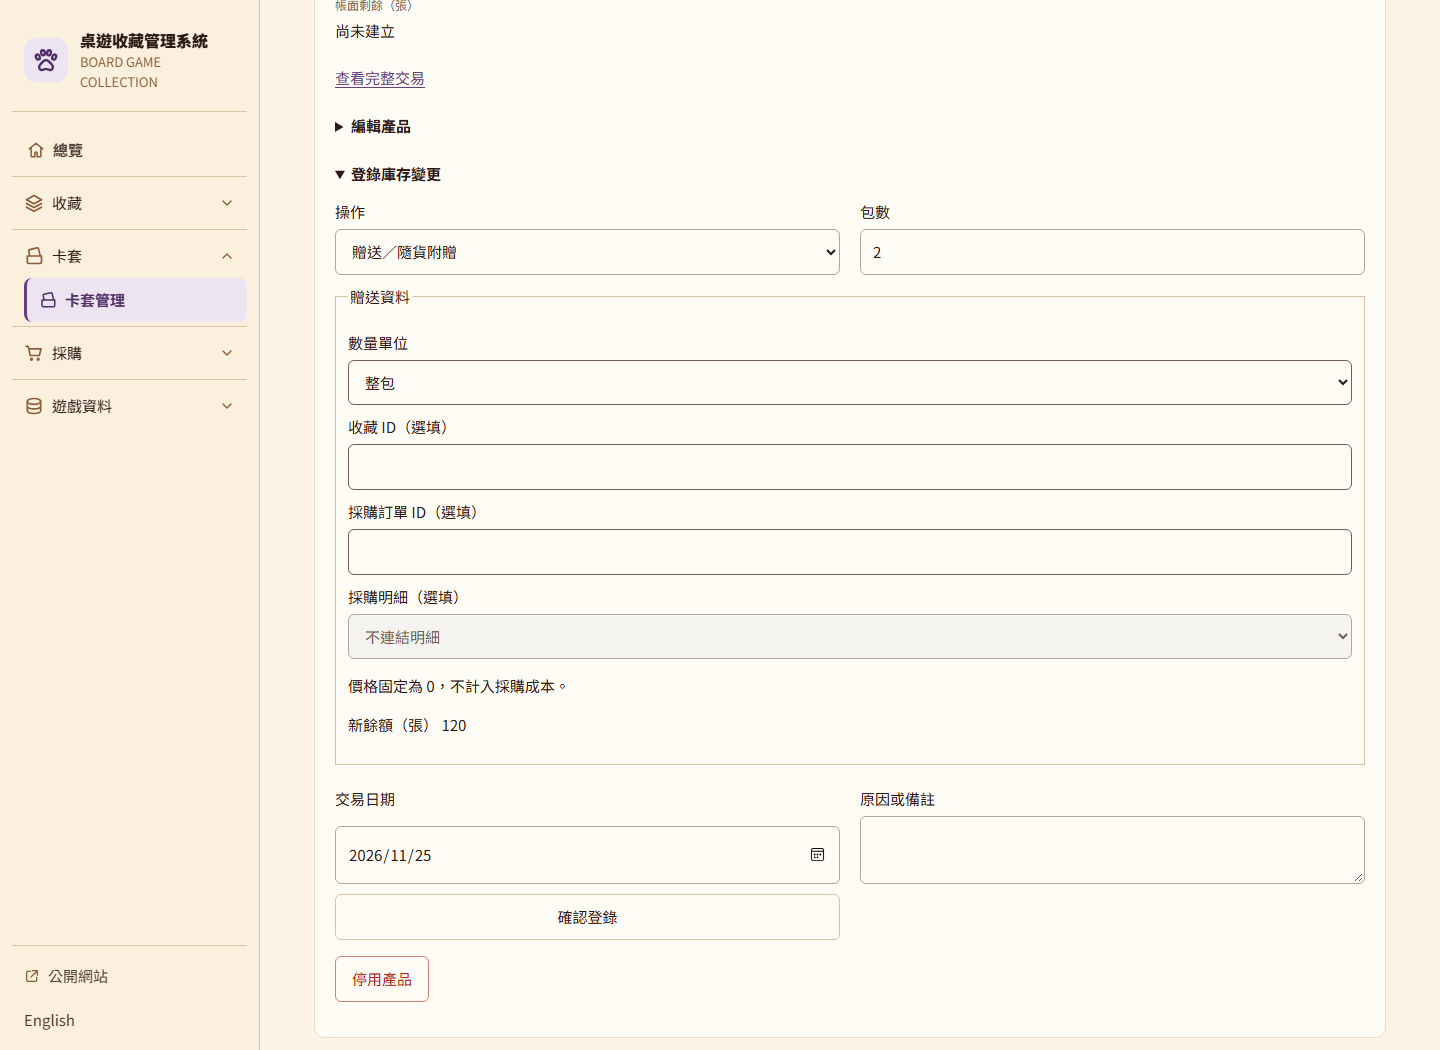 桌遊收藏管理系統
BOARD GAME
COLLECTION
總覽
收藏
卡套
卡套管理
採購
遊戲資料
公開網站
English
帳面剩餘（張）
尚未建立
查看完整交易
編輯產品
登錄庫存變更
操作
包數
贈送／隨貨附贈
2
贈送資料
數量單位
整包
收藏 ID（選填）
採購訂單 ID（選填）
採購明細（選填）
不連結明細
價格固定為 0，不計入採購成本。
新餘額（張） 120
交易日期
原因或備註
2026/11/25
確認登錄
停用產品